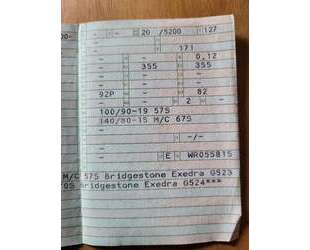 - - 20 /5200 127
- 171
- - 0,12
- 355 355
- - -
92P - 82
- - 2 -
100/90-19 57S
140/80-15 M/C 67S
-/-
E WR055815
M/C 57S Bridgestone Exedra G523
Bridgestone Exedra G524***